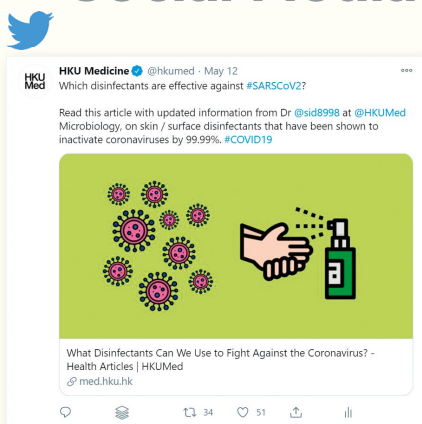 HKU Med
HKU Medicine @hkumed · May 12
Which disinfectants are effective against #SARSCoV2?
Read this article with updated information from Dr @sid8998 at @HKUMed
Microbiology, on skin / surface disinfectants that have been shown to
inactivate coronaviruses by 99.99%. #COVID19
What Disinfectants Can We Use to Fight Against the Coronavirus? -
Health Articles | HKUMed
med.hku.hk
34 51